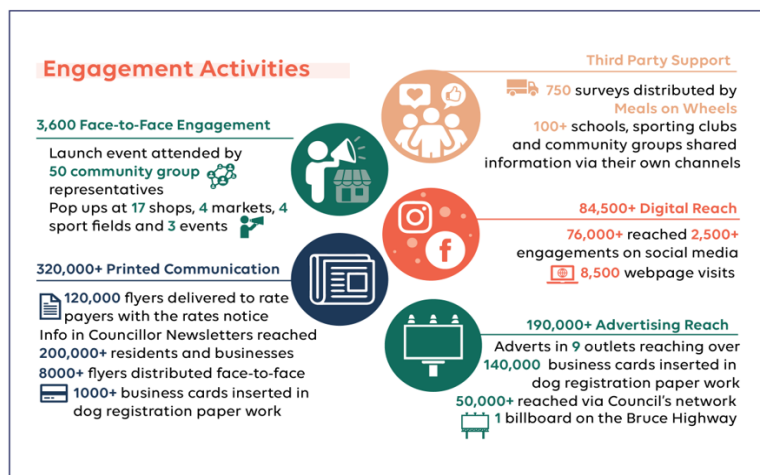 Engagement Activities
3,600 Face-to-Face Engagement
Launch event attended by
50 community group
representatives
Pop ups at 17 shops, 4 markets, 4
sport fields and 3 events
320,000+ Printed Communication
120,000 flyers delivered to rate
payers with the rates notice
Info in Councillor Newsletters reached
200,000+ residents and businesses
8000+ flyers distributed face-to-face
1000+ business cards inserted in
dog registration paper work
Third Party Support
750 surveys distributed by
Meals on Wheels
100+ schools, sporting clubs
and community groups shared
information via their own channels
84,500+ Digital Reach
76,000+ reached 2,500+
engagements on social media
8,500 webpage visits
190,000+ Advertising Reach
Adverts in 9 outlets reaching over
140,000 business cards inserted in
dog registration paper work
50,000+ reached via Council's network
1 billboard on the Bruce Highway